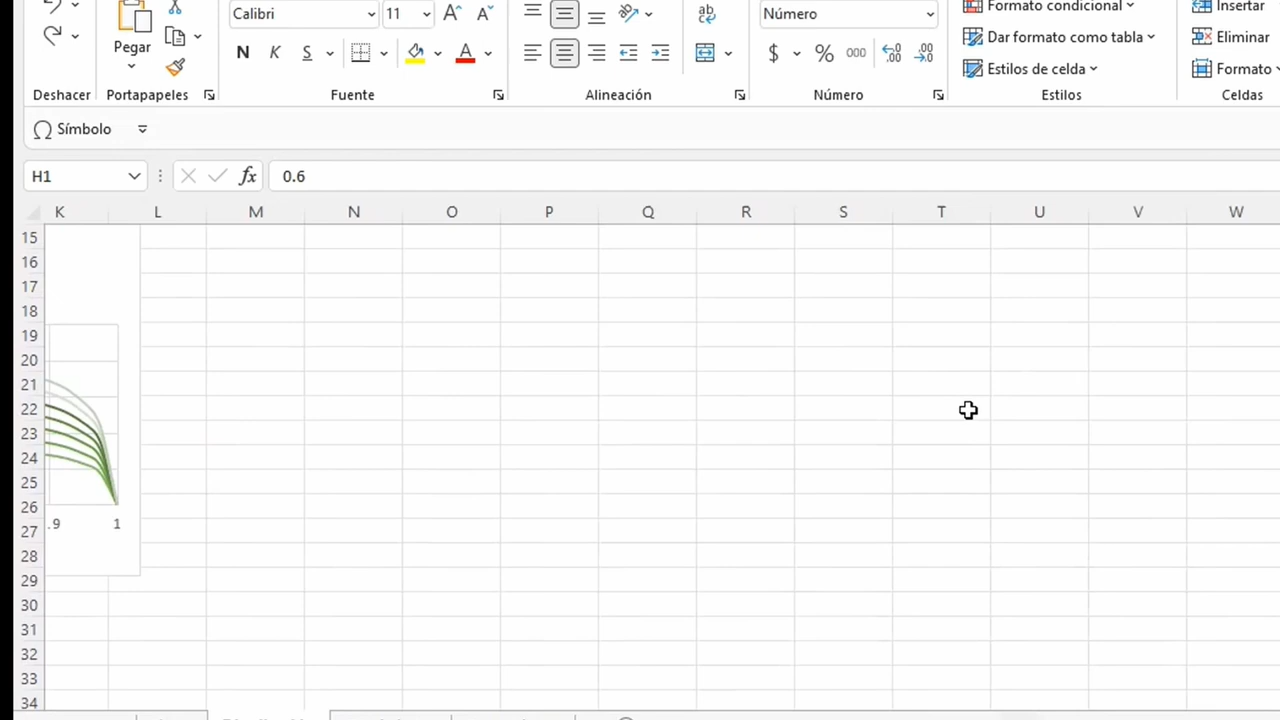 Calibri 11 ab Número Formato condicional Insertar
Pegar N K S $ % 000 Dar formato como tabla Eliminar
Estilos de celda Formato
Deshacer Portapapeles Fuente Alineación Número Estilos Celdas
Símbolo
H1 fx 0.6
K L M N O P Q R S T U V W
15
16
17
18
19
20
21
22
23
24
25
26
27 .9 1
28
29
30
31
32
33
34